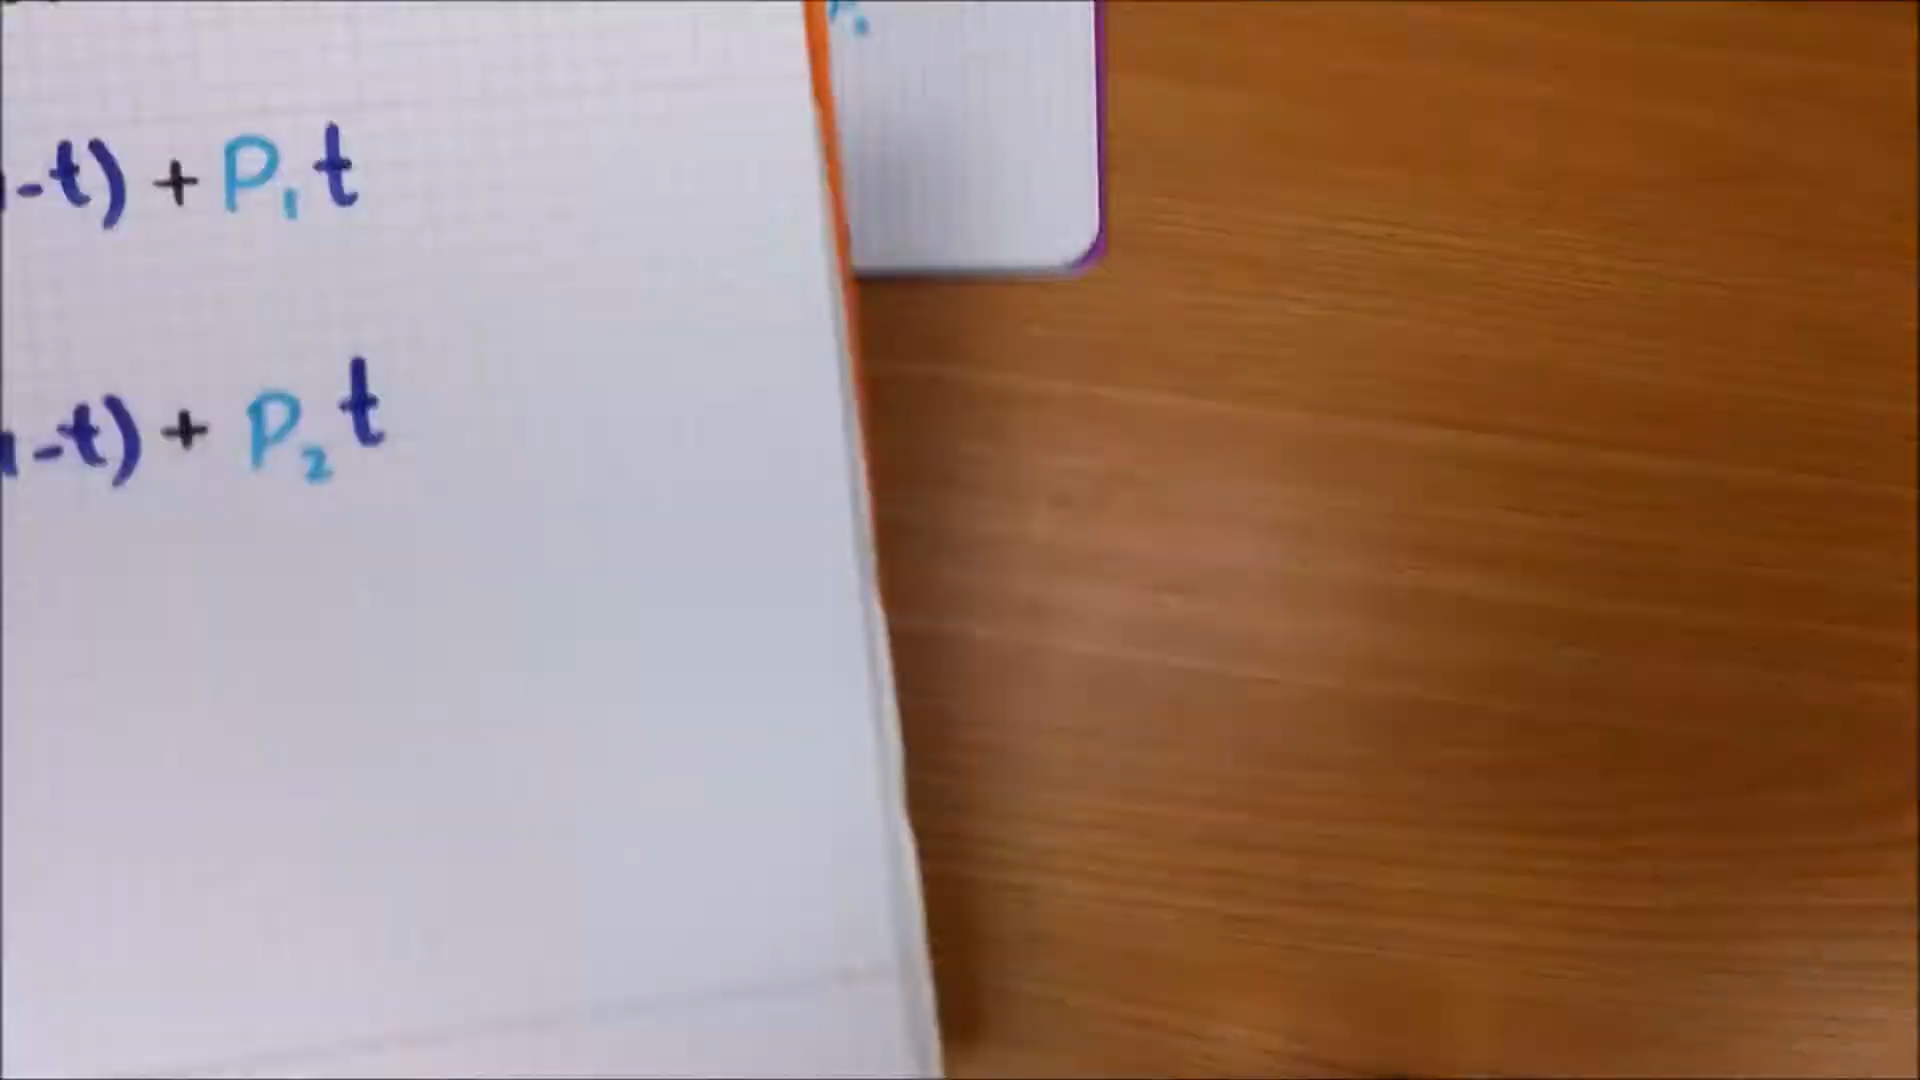 -t) + P₁t
-t) + P₂t